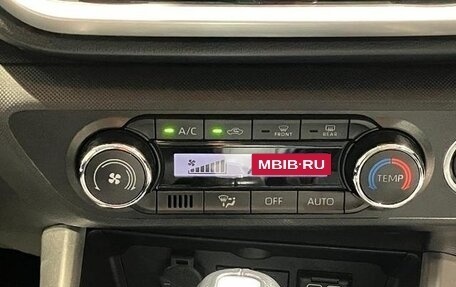 A/C
FRONT
REAR
MBIB·RU
TEMP
OFF
AUTO